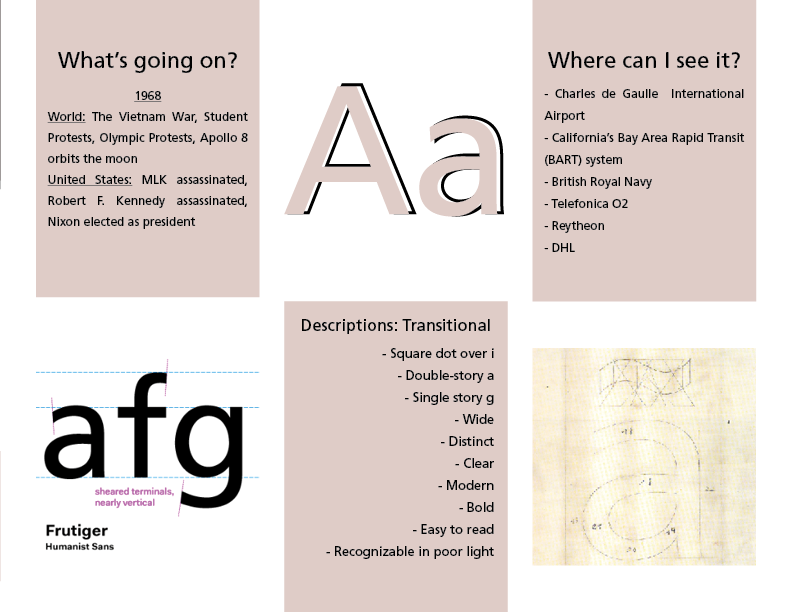 What's going on?
1968
World: The Vietnam War, Student
Protests, Olympic Protests, Apollo 8
orbits the moon
United States: MLK assassinated,
Robert F. Kennedy assassinated,
Nixon elected as president
Aa
Where can I see it?
- Charles de Gaulle International
Airport
- California's Bay Area Rapid Transit
(BART) system
- British Royal Navy
- Telefonica O2
- Reytheon
- DHL
afg
sheared terminals,
nearly vertical
Frutiger
Humanist Sans
Descriptions: Transitional
- Square dot over i
- Double-story a
- Single story g
- Wide
- Distinct
- Clear
- Modern
- Bold
- Easy to read
- Recognizable in poor light
a